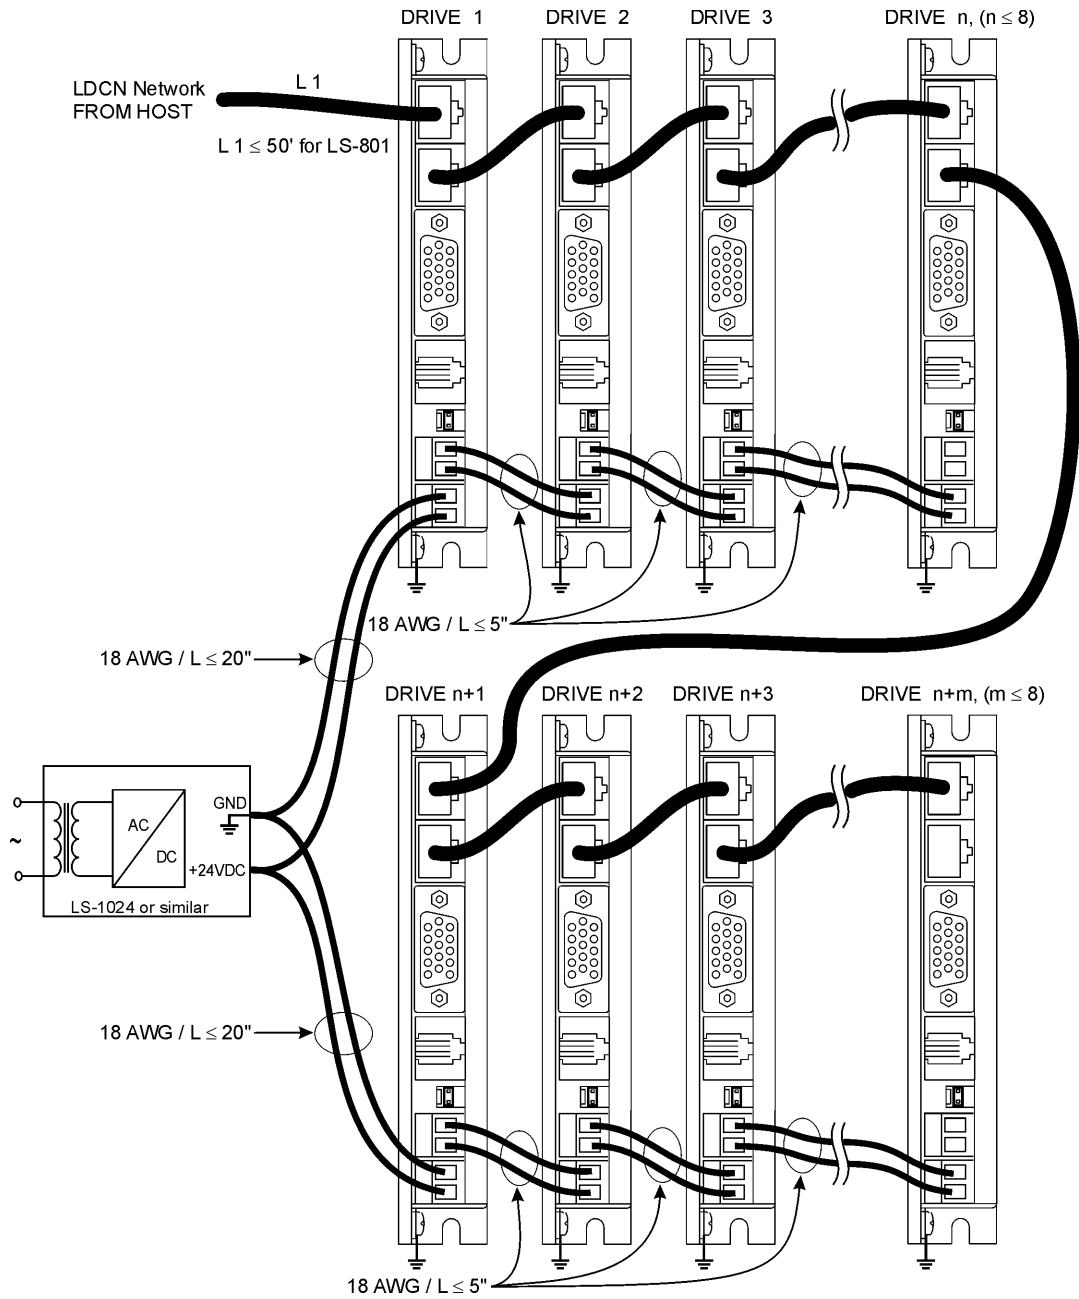 DRIVE 1
DRIVE 2
DRIVE 3
DRIVE n, (n ≤ 8)
LDCN Network
FROM HOST
L 1
L 1 ≤ 50' for LS-801
18 AWG / L ≤ 5"
18 AWG / L ≤ 20"
DRIVE n+1
DRIVE n+2
DRIVE n+3
DRIVE n+m, (m ≤ 8)
GND
AC
DC
+24VDC
~
LS-1024 or similar
18 AWG / L ≤ 20"
18 AWG / L ≤ 5"